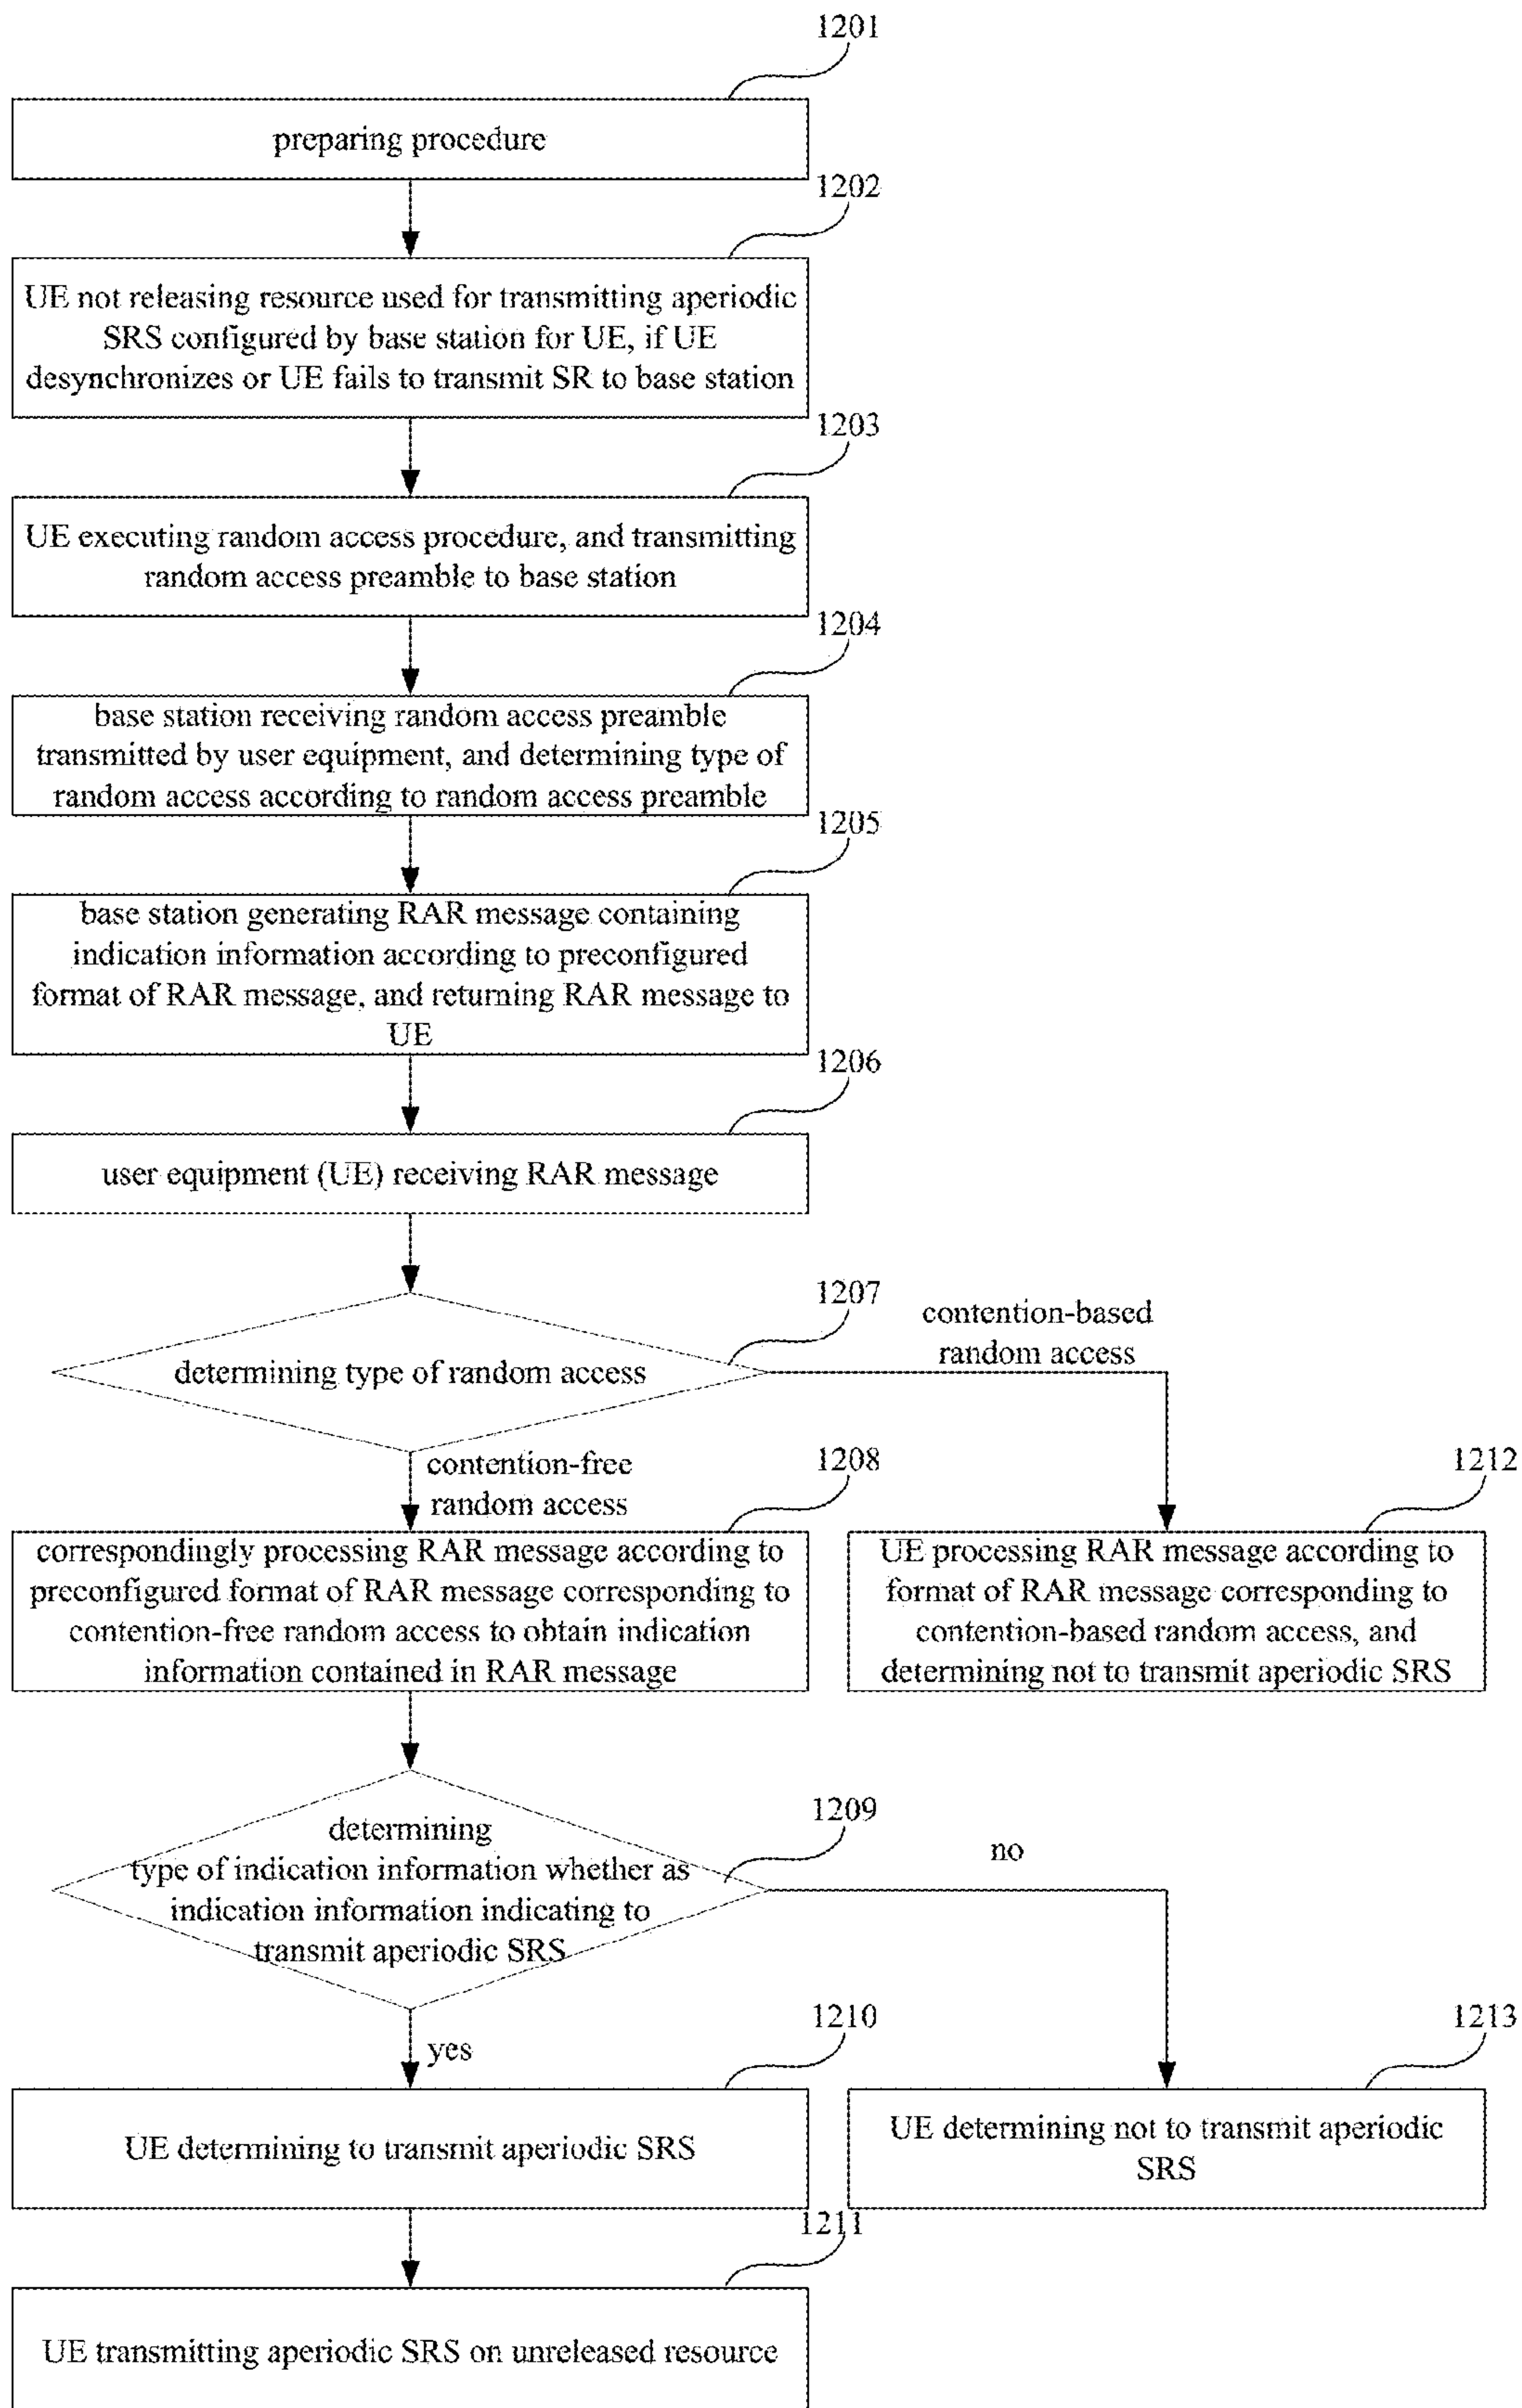 1201
preparing procedure
1202
UE not releasing resource used for transmitting aperiodic
SRS configured by base station for UE, if UE
desynchronizes or UE fails to transmit SR to base station
1203
UE executing random access procedure, and transmitting
random access preamble to base station
1204
base station receiving random access preamble
transmitted by user equipment, and determining type of
random access according to random access preamble
1205
base station generating RAR message containing
indication information according to preconfigured
format of RAR message, and returning RAR message to
UE
1206
user equipment (UE) receiving RAR message
1207
determining type of random access
contention-based
random access
contention-free
random access
1208
correspondingly processing RAR message according to
preconfigured format of RAR message corresponding to
contention-free random access to obtain indication
information contained in RAR message
1212
UE processing RAR message according to
format of RAR message corresponding to
contention-based random access, and
determining not to transmit aperiodic SRS
1209
determining
type of indication information whether as
indication information indicating to
transmit aperiodic SRS
no
yes
1210
UE determining to transmit aperiodic SRS
1213
UE determining not to transmit aperiodic
SRS
1211
UE transmitting aperiodic SRS on unreleased resource